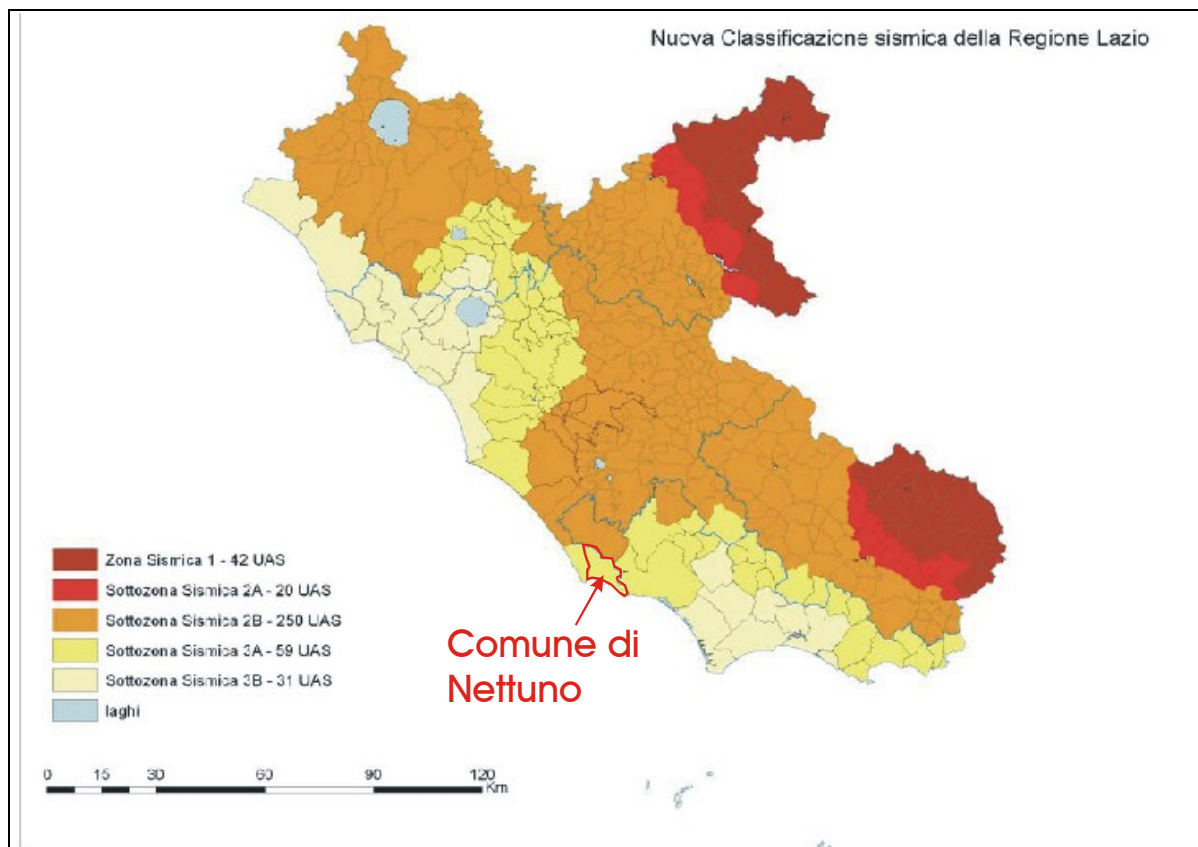 Nuova Classificazione sismica della Regione Lazio
Zona Sismica 1 - 42 UAS
Sottozona Sismica 2A - 20 UAS
Sottozona Sismica 2B - 250 UAS
Sottozona Sismica 3A - 59 UAS
Sottozona Sismica 3B - 31 UAS
laghi
Comune di
Nettuno
0 15 30 60 90 120
Km